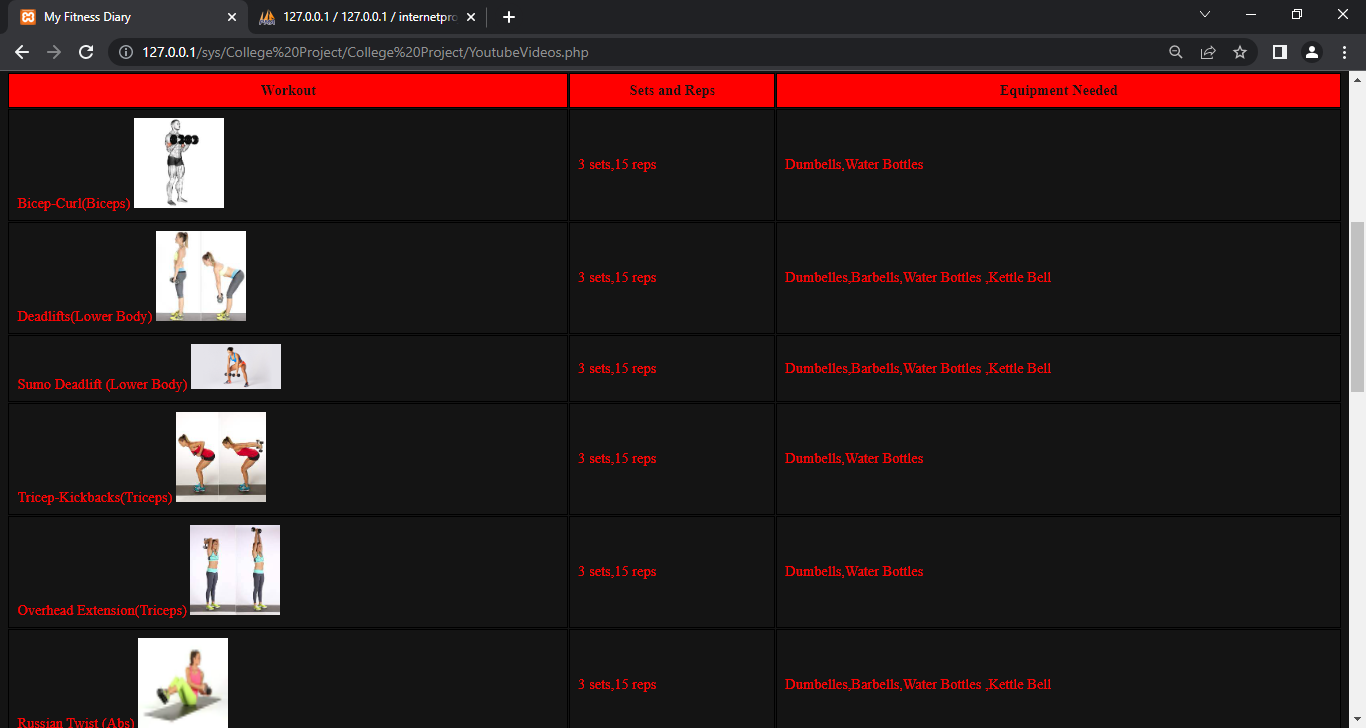 My Fitness Diary
127.0.0.1 / 127.0.0.1 / internetpro
127.0.0.1/sys/College%20Project/College%20Project/YoutubeVideos.php
Workout Sets and Reps Equipment Needed
Bicep-Curl(Biceps) 3 sets,15 reps Dumbells,Water Bottles
Deadlifts(Lower Body) 3 sets,15 reps Dumbelles,Barbells,Water Bottles ,Kettle Bell
Sumo Deadlift (Lower Body) 3 sets,15 reps Dumbelles,Barbells,Water Bottles ,Kettle Bell
Tricep-Kickbacks(Triceps) 3 sets,15 reps Dumbells,Water Bottles
Overhead Extension(Triceps) 3 sets,15 reps Dumbells,Water Bottles
Russian Twist (Abs) 3 sets,15 reps Dumbelles,Barbells,Water Bottles ,Kettle Bell